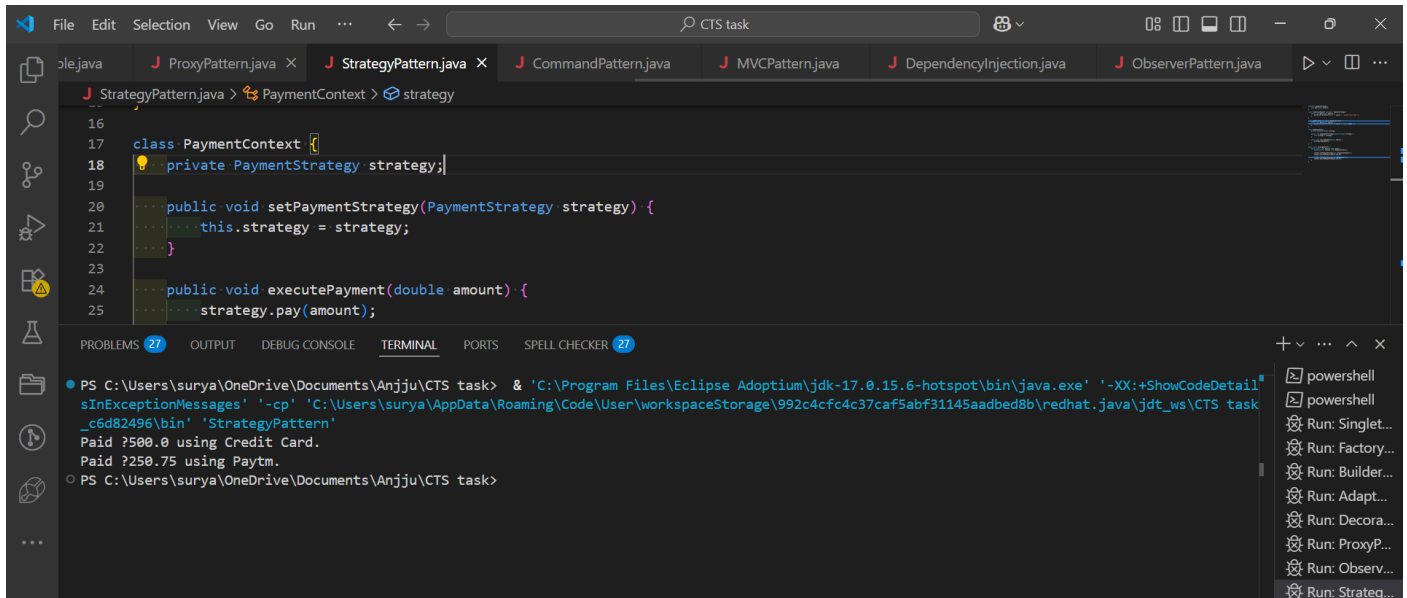 File Edit Selection View Go Run ··· ← → CTS task
ple.java J ProxyPattern.java × J StrategyPattern.java × J CommandPattern.java J MVCPattern.java J DependencyInjection.java J ObserverPattern.java ···
J StrategyPattern.java > PaymentContext > strategy
16
17 class PaymentContext {
18 private PaymentStrategy strategy;
19
20 public void setPaymentStrategy(PaymentStrategy strategy) {
21 this.strategy = strategy;
22 }
23
24 public void executePayment(double amount) {
25 strategy.pay(amount);
PROBLEMS 27 OUTPUT DEBUG CONSOLE TERMINAL PORTS SPELL CHECKER 27
PS C:\Users\surya\OneDrive\Documents\Anjju\CTS task> & 'C:\Program Files\Eclipse Adoptium\jdk-17.0.15.6-hotspot\bin\java.exe' '-XX:+ShowCodeDetail
sInExceptionMessages' '-cp' 'C:\Users\surya\AppData\Roaming\Code\User\workspaceStorage\992c4cfc4c37caf5abf31145aadbed8b\redhat.java\jdt_ws\CTS task
_c6d82496\bin' 'StrategyPattern'
Paid ?500.0 using Credit Card.
Paid ?250.75 using Paytm.
PS C:\Users\surya\OneDrive\Documents\Anjju\CTS task>
powershell
powershell
Run: Singlet...
Run: Factory...
Run: Builder...
Run: Adapt...
Run: Decora...
Run: ProxyP...
Run: Observ...
Run: Strateg...